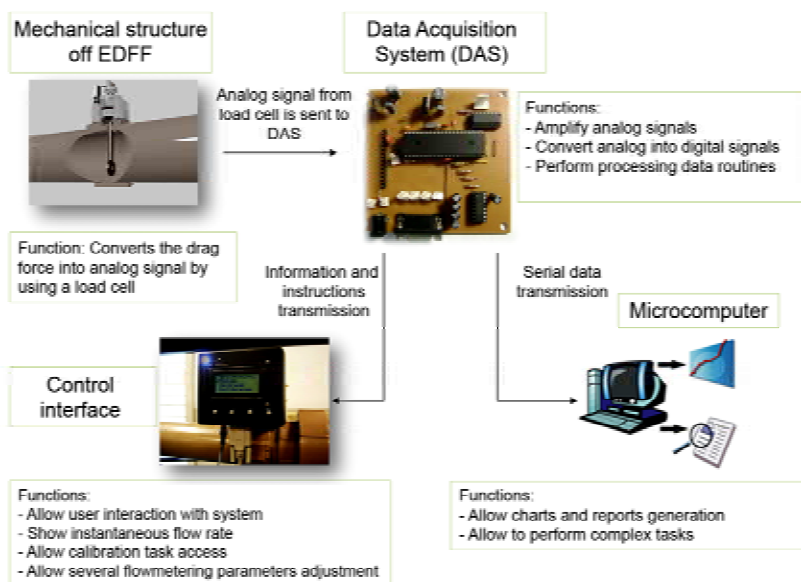 Mechanical structure
off EDFF
Data Acquisition
System (DAS)
Analog signal from
load cell is sent to
DAS
Functions:
- Amplify analog signals
- Convert analog into digital signals
- Perform processing data routines
Function: Converts the drag
force into analog signal by
using a load cell
Information and
instructions
transmission
Serial data
transmission
Microcomputer
Control
interface
Functions:
- Allow user interaction with system
- Show instantaneous flow rate
- Allow calibration task access
- Allow several flowmetering parameters adjustment
Functions:
- Allow charts and reports generation
- Allow to perform complex tasks